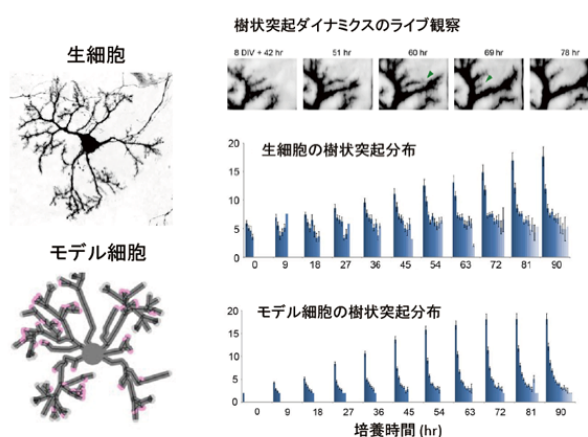 樹状突起ダイナミクスのライブ観察
生細胞
8 DIV + 42 hr 51 hr 60 hr 69 hr 78 hr
生細胞の樹状突起分布
20
15
10
5
0
0 9 18 27 36 45 54 63 72 81 90
モデル細胞
モデル細胞の樹状突起分布
20
15
10
5
0
0 9 18 27 36 45 54 63 72 81 90
培養時間 (hr)